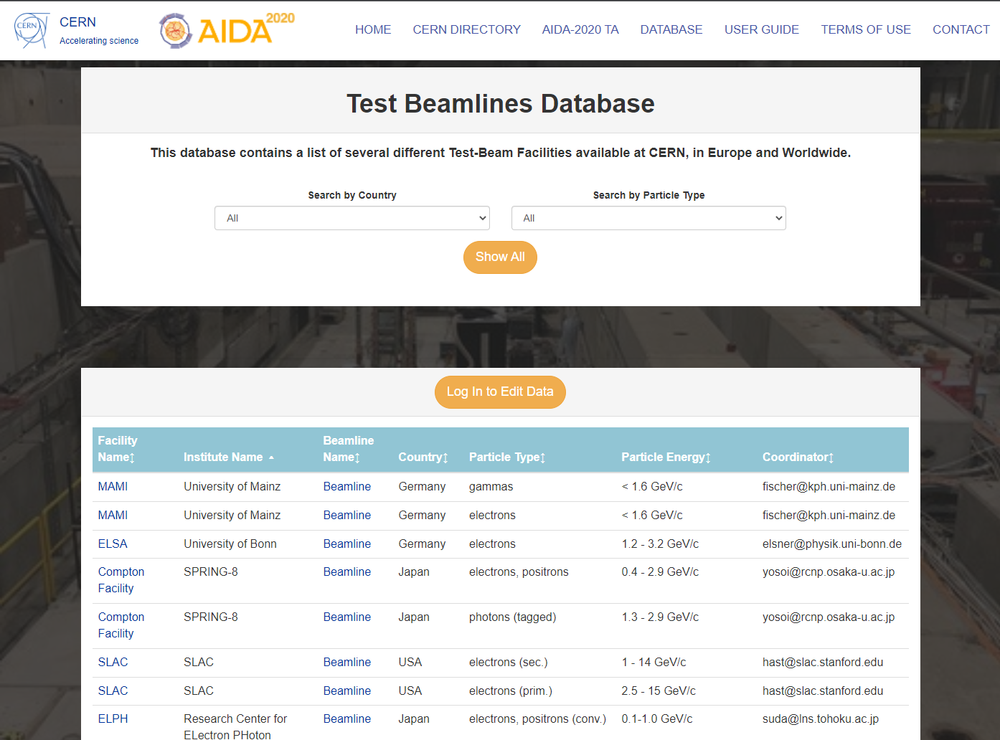 CERN
CERN
Accelerating science
AIDA2020
HOME CERN DIRECTORY AIDA-2020 TA DATABASE USER GUIDE TERMS OF USE CONTACT
Test Beamlines Database
This database contains a list of several different Test-Beam Facilities available at CERN, in Europe and Worldwide.
Search by Country Search by Particle Type
All All
Show All
Log In to Edit Data
Facility Name Institute Name Beamline Name Country Particle Type Particle Energy Coordinator
MAMI University of Mainz Beamline Germany gammas < 1.6 GeV/c fischer@kph.uni-mainz.de
MAMI University of Mainz Beamline Germany electrons < 1.6 GeV/c fischer@kph.uni-mainz.de
ELSA University of Bonn Beamline Germany electrons 1.2 - 3.2 GeV/c elsner@physik.uni-bonn.de
Compton Facility SPRING-8 Beamline Japan electrons, positrons 0.4 - 2.9 GeV/c yosoi@rcnp.osaka-u.ac.jp
Compton Facility SPRING-8 Beamline Japan photons (tagged) 1.3 - 2.9 GeV/c yosoi@rcnp.osaka-u.ac.jp
SLAC SLAC Beamline USA electrons (sec.) 1 - 14 GeV/c hast@slac.stanford.edu
SLAC SLAC Beamline USA electrons (prim.) 2.5 - 15 GeV/c hast@slac.stanford.edu
ELPH Research Center for ELectron PHoton Beamline Japan electrons, positrons (conv.) 0.1-1.0 GeV/c suda@lns.tohoku.ac.jp